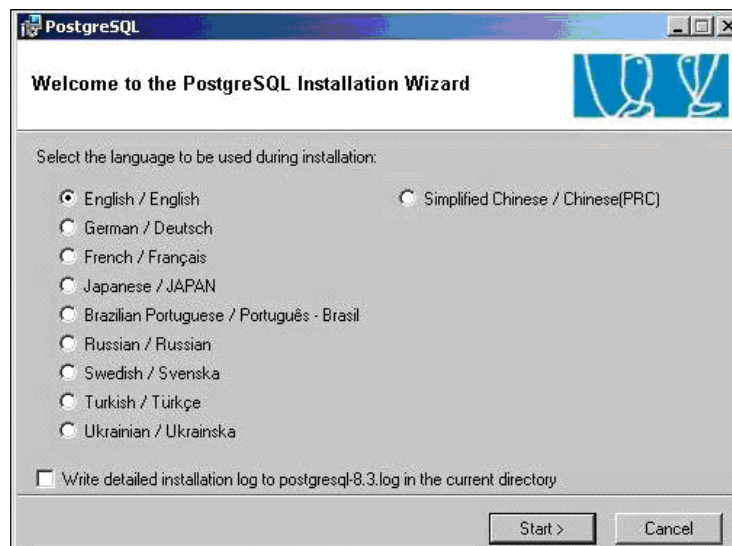 PostgreSQL
Welcome to the PostgreSQL Installation Wizard
Select the language to be used during installation:
English / English
Simplified Chinese / Chinese(PRC)
German / Deutsch
French / Français
Japanese / JAPAN
Brazilian Portuguese / Português - Brasil
Russian / Russian
Swedish / Svenska
Turkish / Türkçe
Ukrainian / Ukrainska
Write detailed installation log to postgresql-8.3.log in the current directory
Start >
Cancel